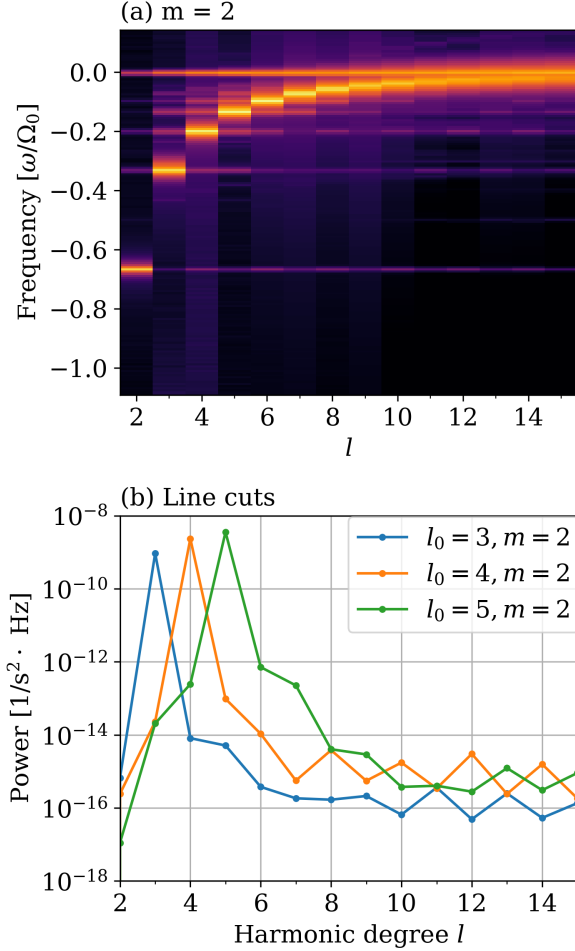 (a) m = 2
0.0
−0.2
−0.4
−0.6
−0.8
−1.0
Frequency [ω/Ω₀]
2 4 6 8 10 12 14
l
(b) Line cuts
10⁻⁸
10⁻¹⁰
10⁻¹²
10⁻¹⁴
10⁻¹⁶
10⁻¹⁸
Power [1/s² · Hz]
l₀ = 3, m = 2
l₀ = 4, m = 2
l₀ = 5, m = 2
2 4 6 8 10 12 14
Harmonic degree l